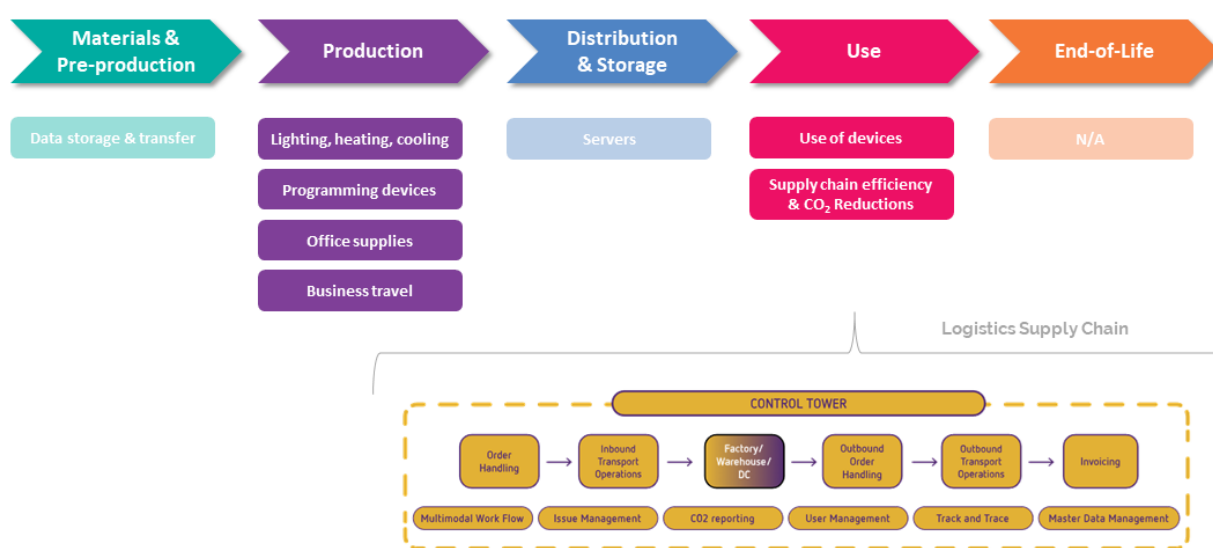 Materials &
Pre-production
Production
Distribution
& Storage
Use
End-of-Life
Data storage & transfer
Lighting, heating, cooling
Programming devices
Office supplies
Business travel
Servers
Use of devices
Supply chain efficiency
& CO₂ Reductions
N/A
Logistics Supply Chain
CONTROL TOWER
Order
Handling
Inbound
Transport
Operations
Factory/
Warehouse/
DC
Outbound
Order
Handling
Outbound
Transport
Operations
Invoicing
Multimodal Work Flow
Issue Management
CO2 reporting
User Management
Track and Trace
Master Data Management